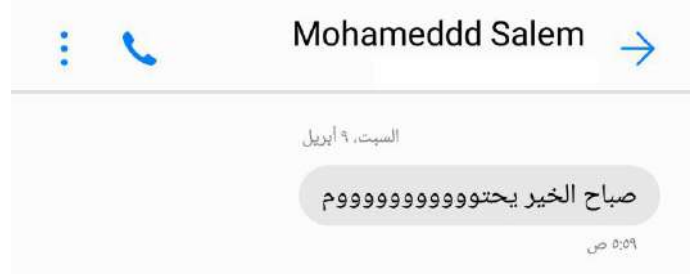 Mohameddd Salem
السبت، ٩ أبريل
صباح الخير يحتوووووووووووم
٥:٥٩ ص